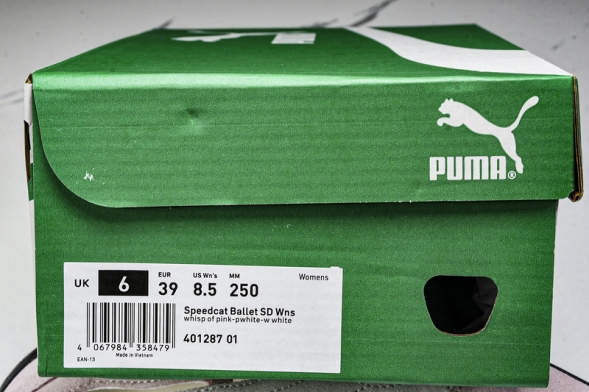 PUMA®
UK 6 EUR 39 US Wn's 8.5 MM 250 Womens
Speedcat Ballet SD Wns
whisp of pink-pwhite-w white
401287 01
4 067984 358479
Made in Vietnam
EAN-13